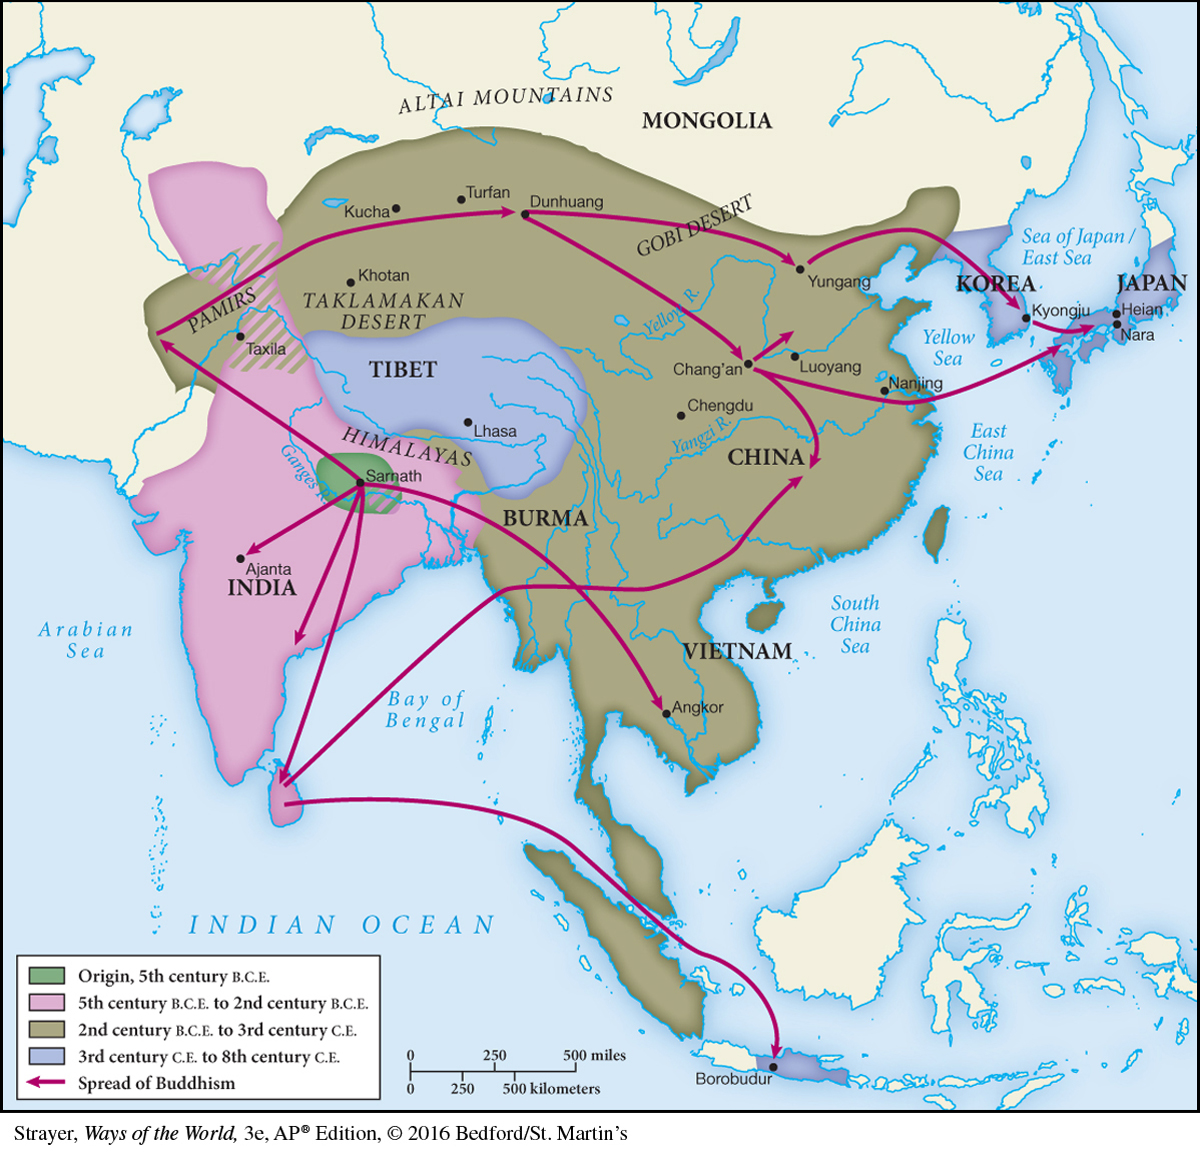 ALTAI MOUNTAINS
MONGOLIA
Turfan
Kucha
Dunhuang
GOBI DESERT
Sea of Japan /
East Sea
Khotan
Yungang
KOREA
JAPAN
PAMIRS
TAKLAMAKAN
DESERT
Yellow R.
Kyongju
Heian
Nara
Taxila
TIBET
Yellow
Sea
Chang'an
Luoyang
Nanjing
Chengdu
Lhasa
HIMALAYAS
Yangzi R.
CHINA
East
China
Sea
Ganges R.
Sarnath
BURMA
Ajanta
INDIA
Arabian
Sea
South
China
Sea
VIETNAM
Bay of
Bengal
Angkor
INDIAN OCEAN
Origin, 5th century B.C.E.
5th century B.C.E. to 2nd century B.C.E.
2nd century B.C.E. to 3rd century C.E.
3rd century C.E. to 8th century C.E.
Spread of Buddhism
0 250 500 miles
0 250 500 kilometers
Borobudur
Strayer, Ways of the World, 3e, AP® Edition, © 2016 Bedford/St. Martin's